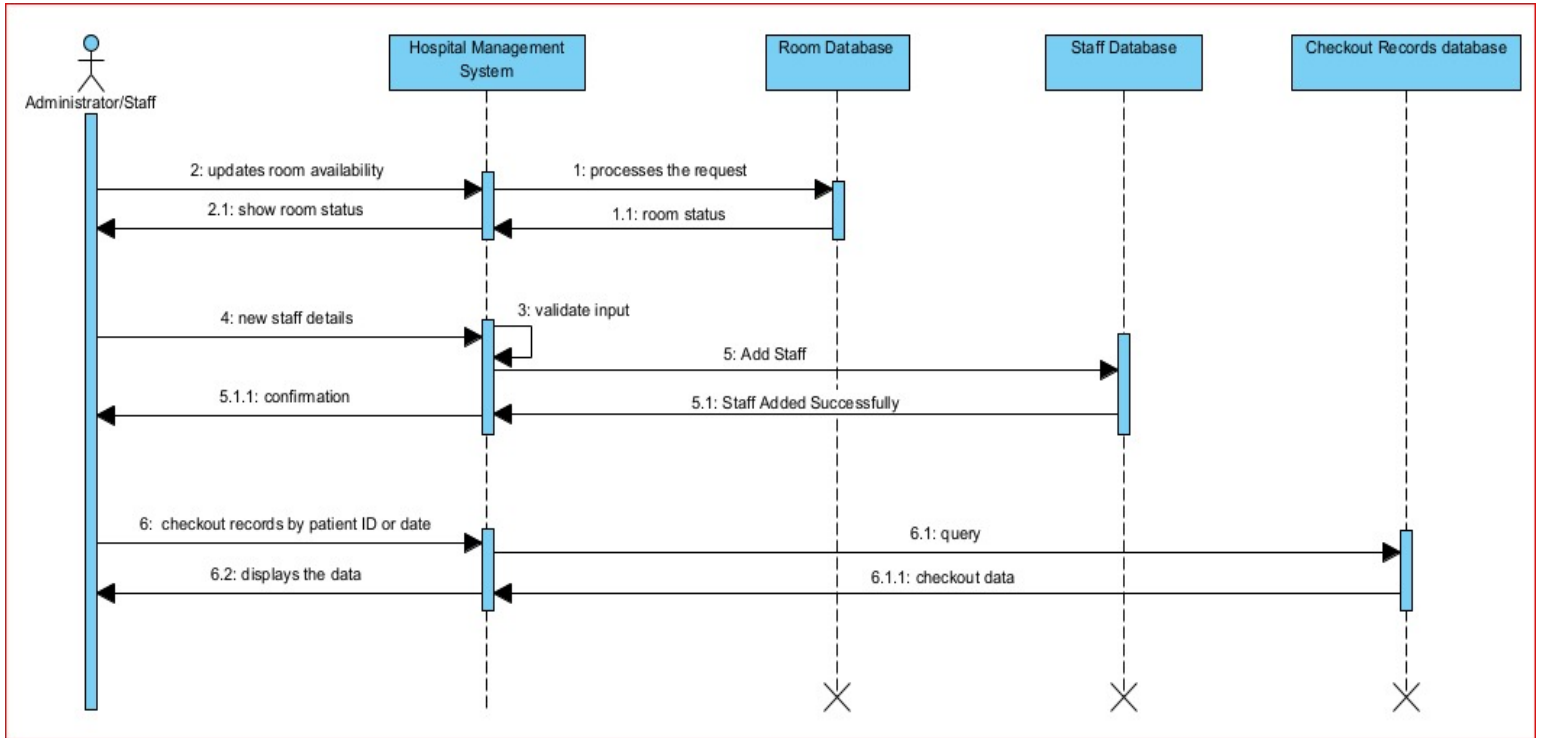 Hospital Management
System
Room Database
Staff Database
Checkout Records database
Administrator/Staff
2: updates room availability
1: processes the request
2.1: show room status
1.1: room status
3: validate input
4: new staff details
5: Add Staff
5.1.1: confirmation
5.1: Staff Added Successfully
6: checkout records by patient ID or date
6.1: query
6.2: displays the data
6.1.1: checkout data